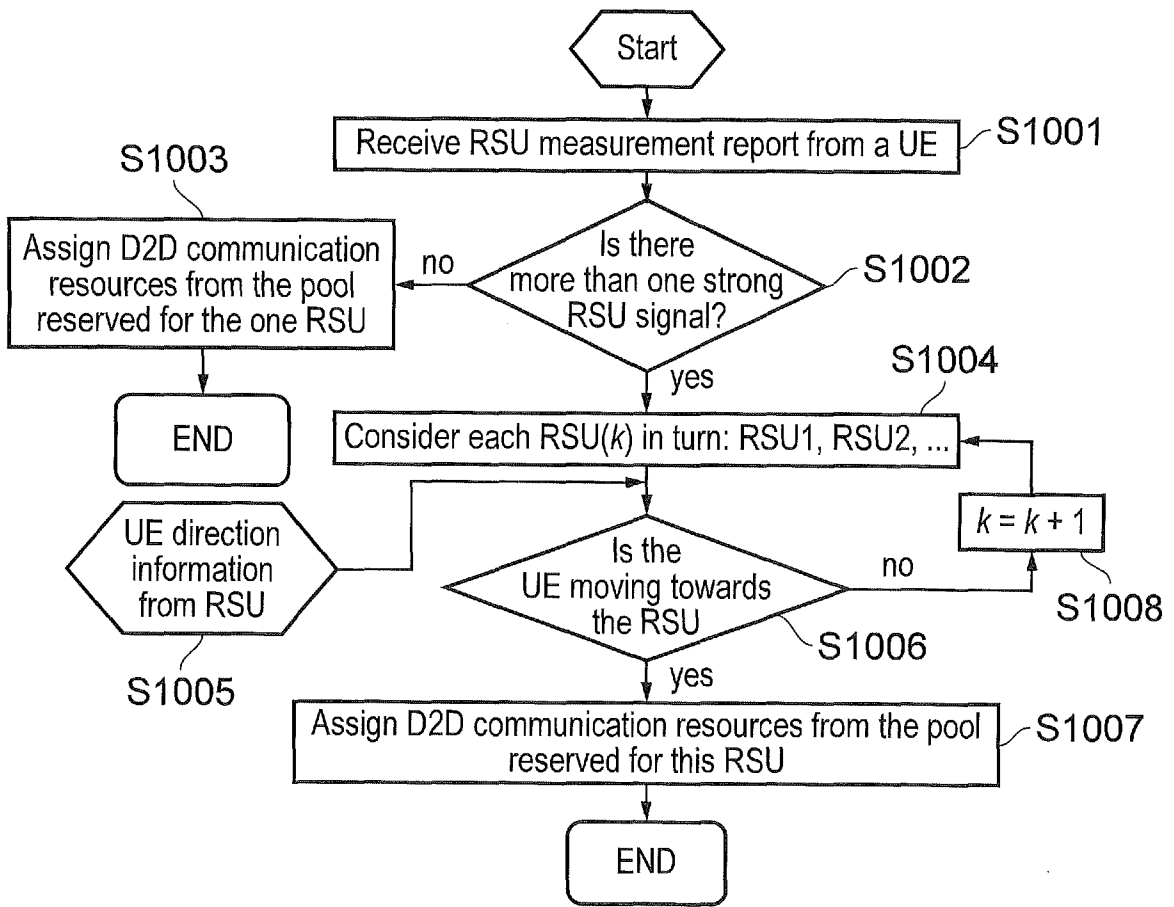 Start
Receive RSU measurement report from a UE
S1001
S1003
Assign D2D communication
resources from the pool
reserved for the one RSU
no
Is there
more than one strong
RSU signal?
S1002
yes
END
S1004
Consider each RSU(k) in turn: RSU1, RSU2, ...
UE direction
information
from RSU
S1005
Is the
UE moving towards
the RSU
no
k = k + 1
S1008
S1006
yes
Assign D2D communication resources from the pool
reserved for this RSU
S1007
END